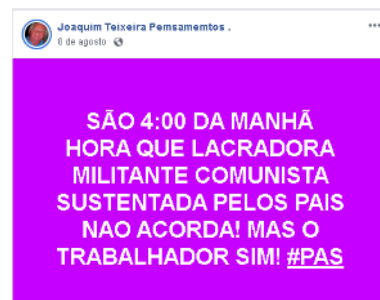 Joaquim Teixeira Pemsamemtos .
8 de agosto
SÃO 4:00 DA MANHÃ
HORA QUE LACRADORA
MILITANTE COMUNISTA
SUSTENTADA PELOS PAIS
NAO ACORDA! MAS O
TRABALHADOR SIM! #PAS